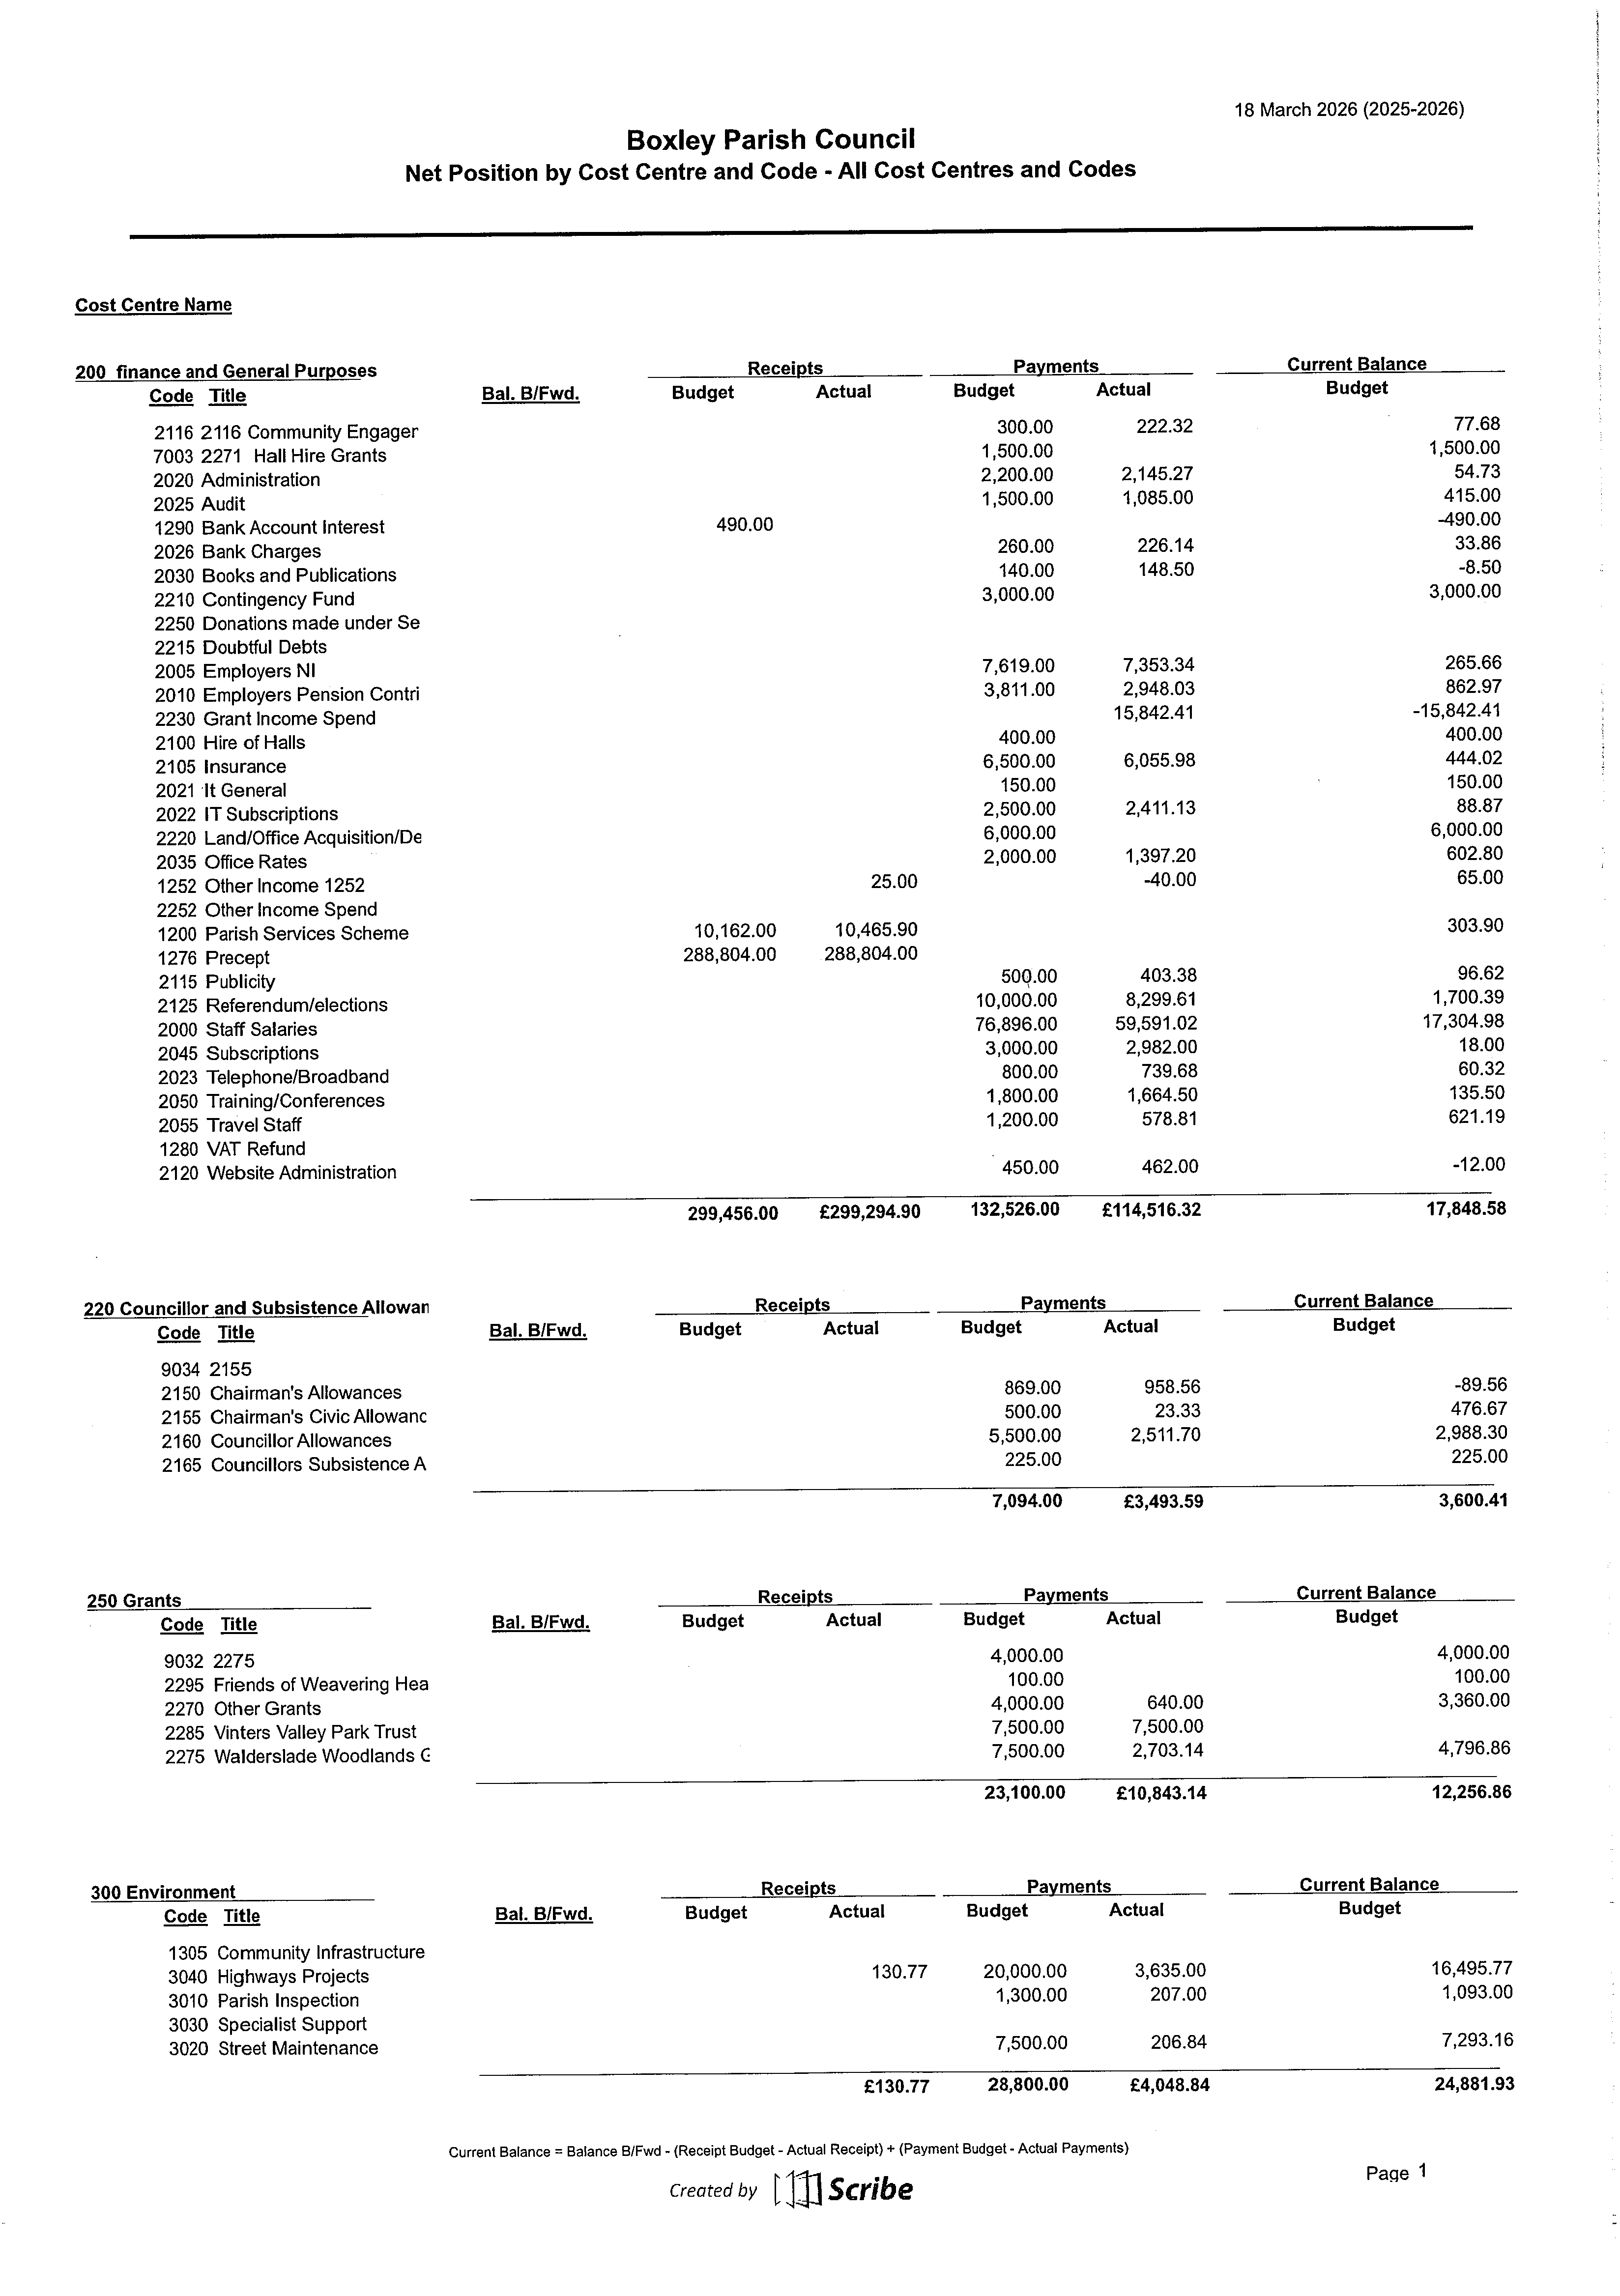 18 March 2026 (2025-2026)
Boxley Parish Council
Net Position by Cost Centre and Code - All Cost Centres and Codes
Cost Centre Name
200 finance and General Purposes Receipts Payments Current Balance
Code Title Bal. B/Fwd. Budget Actual Budget Actual Budget
2116 2116 Community Engager 300.00 222.32 77.68
7003 2271 Hall Hire Grants 1,500.00 1,500.00
2020 Administration 2,200.00 2,145.27 54.73
2025 Audit 1,500.00 1,085.00 415.00
1290 Bank Account Interest 490.00 -490.00
2026 Bank Charges 260.00 226.14 33.86
2030 Books and Publications 140.00 148.50 -8.50
2210 Contingency Fund 3,000.00 3,000.00
2250 Donations made under Se
2215 Doubtful Debts
2005 Employers NI 7,619.00 7,353.34 265.66
2010 Employers Pension Contri 3,811.00 2,948.03 862.97
2230 Grant Income Spend 15,842.41 -15,842.41
2100 Hire of Halls 400.00 400.00
2105 Insurance 6,500.00 6,055.98 444.02
2021 It General 150.00 150.00
2022 IT Subscriptions 2,500.00 2,411.13 88.87
2220 Land/Office Acquisition/De 6,000.00 6,000.00
2035 Office Rates 2,000.00 1,397.20 602.80
1252 Other Income 1252 25.00 -40.00 65.00
2252 Other Income Spend
1200 Parish Services Scheme 10,162.00 10,465.90 303.90
1276 Precept 288,804.00 288,804.00
2115 Publicity 500.00 403.38 96.62
2125 Referendum/elections 10,000.00 8,299.61 1,700.39
2000 Staff Salaries 76,896.00 59,591.02 17,304.98
2045 Subscriptions 3,000.00 2,982.00 18.00
2023 Telephone/Broadband 800.00 739.68 60.32
2050 Training/Conferences 1,800.00 1,664.50 135.50
2055 Travel Staff 1,200.00 578.81 621.19
1280 VAT Refund
2120 Website Administration 450.00 462.00 -12.00
299,456.00 £299,294.90 132,526.00 £114,516.32 17,848.58
220 Councillor and Subsistence Allowan Receipts Payments Current Balance
Code Title Bal. B/Fwd. Budget Actual Budget Actual Budget
9034 2155
2150 Chairman's Allowances 869.00 958.56 -89.56
2155 Chairman's Civic Allowanc 500.00 23.33 476.67
2160 Councillor Allowances 5,500.00 2,511.70 2,988.30
2165 Councillors Subsistence A 225.00 225.00
7,094.00 £3,493.59 3,600.41
250 Grants Receipts Payments Current Balance
Code Title Bal. B/Fwd. Budget Actual Budget Actual Budget
9032 2275 4,000.00 4,000.00
2295 Friends of Weavering Hea 100.00 100.00
2270 Other Grants 4,000.00 640.00 3,360.00
2285 Vinters Valley Park Trust 7,500.00 7,500.00
2275 Walderslade Woodlands G 7,500.00 2,703.14 4,796.86
23,100.00 £10,843.14 12,256.86
300 Environment Receipts Payments Current Balance
Code Title Bal. B/Fwd. Budget Actual Budget Actual Budget
1305 Community Infrastructure
3040 Highways Projects 130.77 20,000.00 3,635.00 16,495.77
3010 Parish Inspection 1,300.00 207.00 1,093.00
3030 Specialist Support
3020 Street Maintenance 7,500.00 206.84 7,293.16
£130.77 28,800.00 £4,048.84 24,881.93
Current Balance = Balance B/Fwd - (Receipt Budget - Actual Receipt) + (Payment Budget - Actual Payments)
Created by Scribe
Page 1